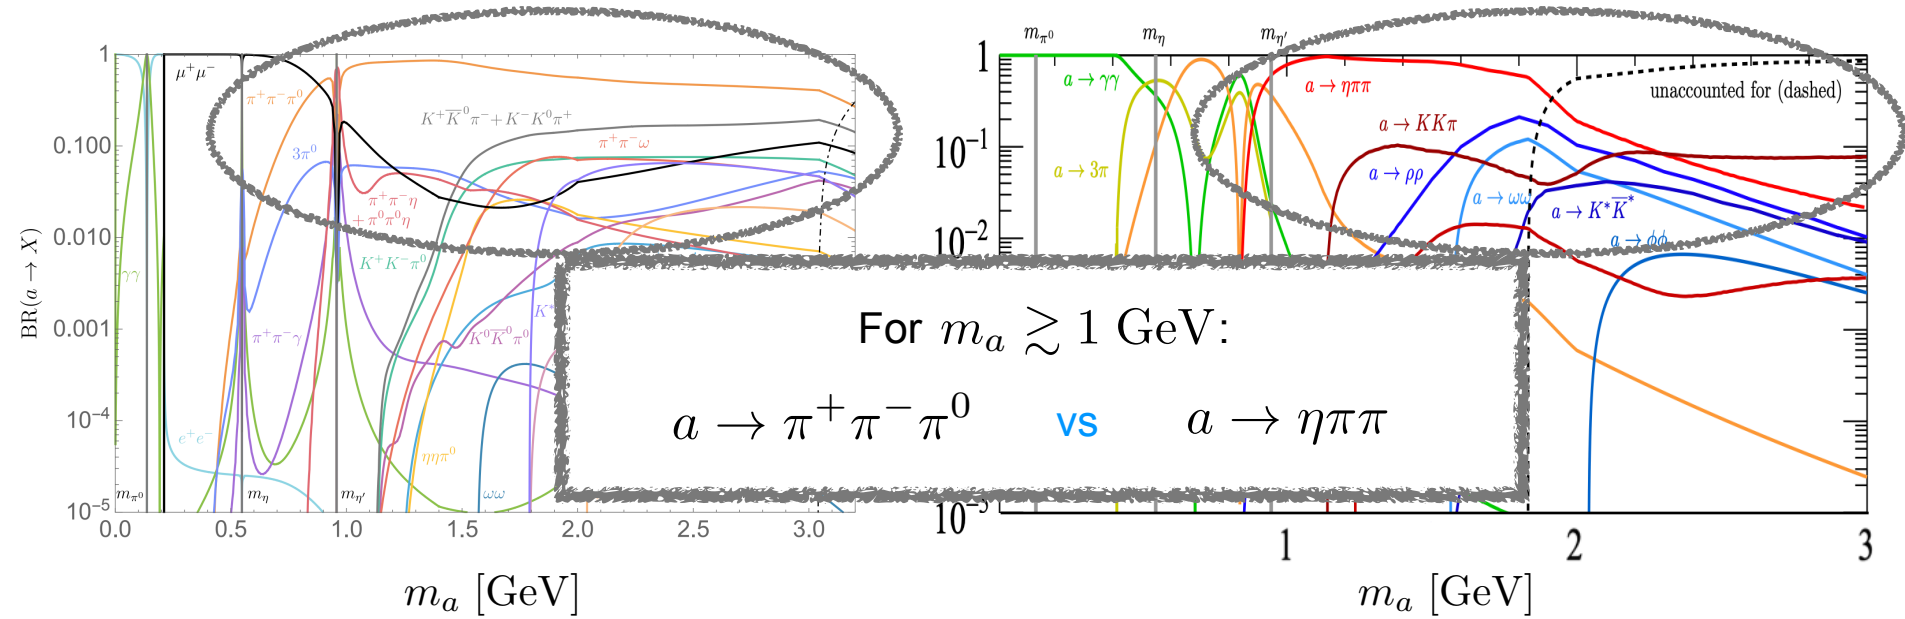 1
0.100
0.010
0.001
10⁻⁴
10⁻⁵
BR(a → X)
μ⁺μ⁻
π⁺π⁻π⁰
3π⁰
K⁺K̅⁰π⁻+K⁻K⁰π⁺
π⁺π⁻ω
π⁺π⁻η
+π⁰π⁰η
K⁺K⁻π⁰
γγ
π⁺π⁻γ
K⁰K̅⁰π⁰
e⁺e⁻
ηηπ⁰
ωω
m_π⁰
m_η
m_η′
0.0 0.5 1.0 1.5 2.0 2.5 3.0
m_a [GeV]
m_π⁰ m_η m_η′
1
10⁻¹
10⁻²
a → γγ
a → ηππ
unaccounted for (dashed)
a → KKπ
a → 3π
a → ρρ
a → ωω
a → K*K̅*
a → ϕϕ
1 2 3
m_a [GeV]
For m_a ≳ 1 GeV:
a → π⁺π⁻π⁰ vs a → ηππ